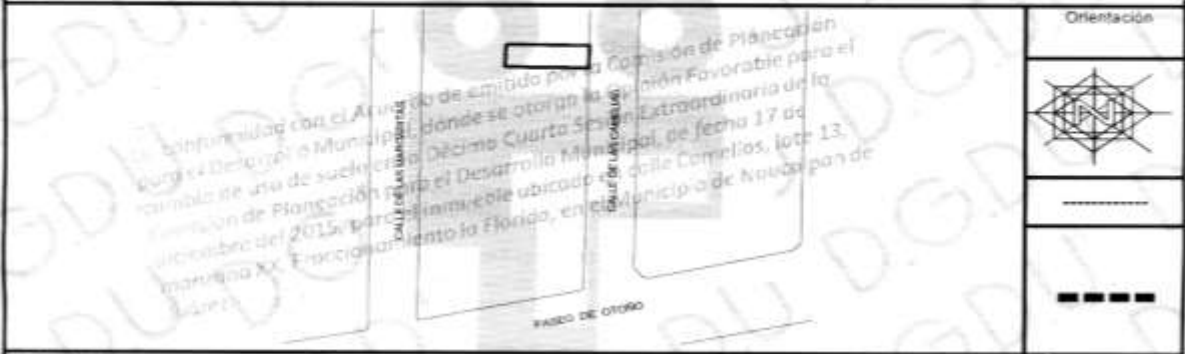 Orientación
conformidad con el Acuerdo de emitido por la Comisión de Planeación
para el Desarrollo Municipal, donde se otorga la Opinión Favorable para el
cambio de uso de suelo en la Décimo Cuarta Sesión Extraordinaria de la
Comisión de Planeación para el Desarrollo Municipal, de fecha 17 de
diciembre del 2015, para el inmueble ubicado en calle Camelias, lote 13,
manzana XX, Fraccionamiento la Florida, en el Municipio de Naucalpan de
Juárez
CALLE DE LAS MARGARITAS
CALLE DE LAS CAMELIAS
PASEO DE OTOÑO
N
D.G.D.U.